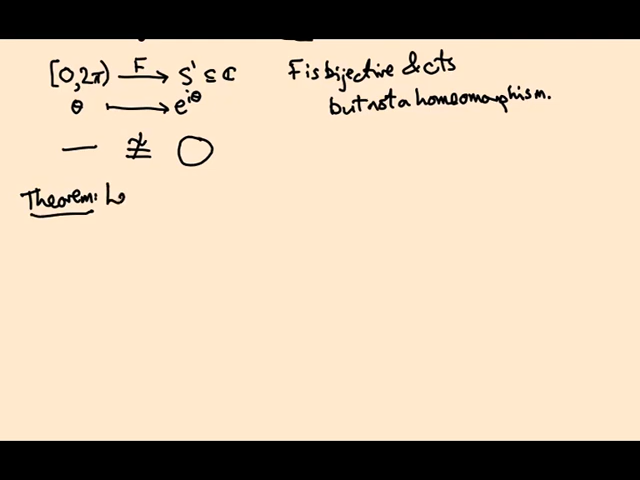 [0,2π) —F→ S¹ ⊆ ℂ F is bijective & cts
θ ⟼ e^{iθ} but not a homeomorphism.
≇
Theorem: L